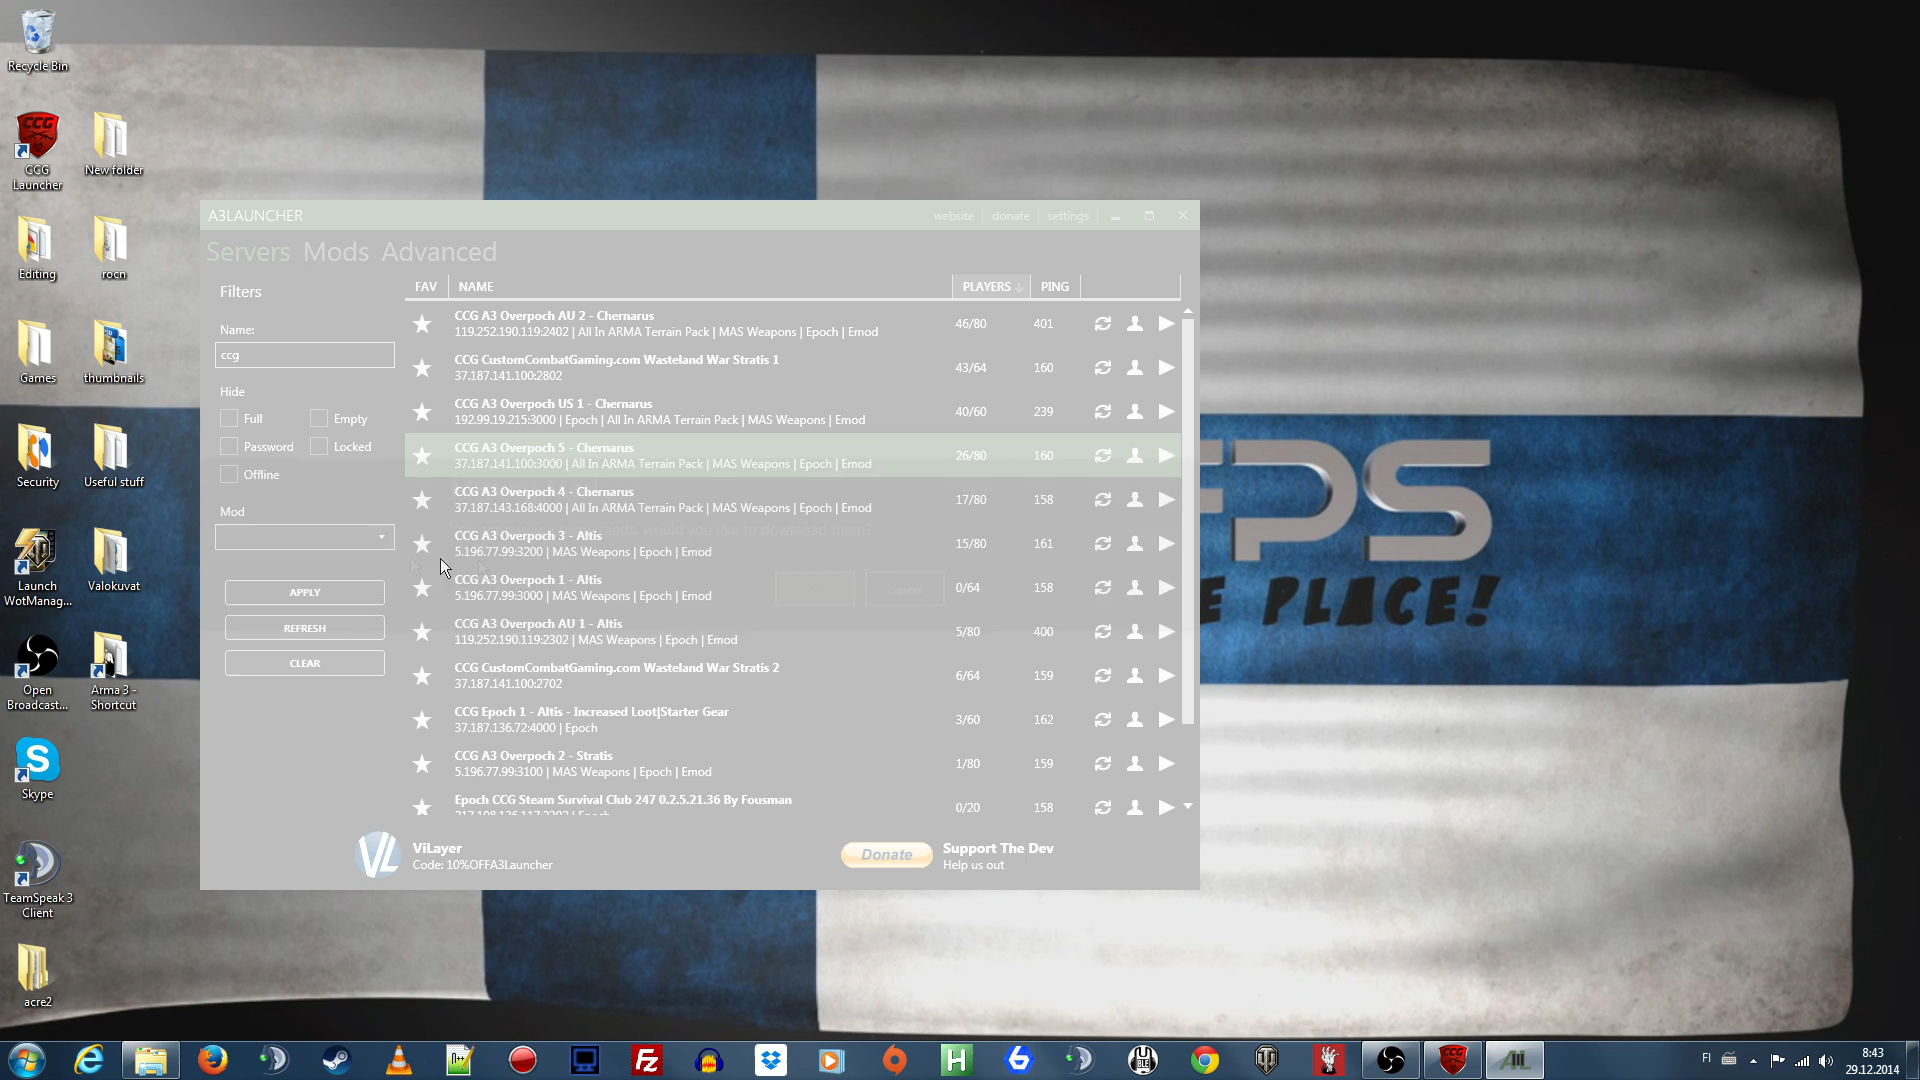 Recycle Bin
CCG
Launcher
New folder
Editing
rocn
Games
thumbnails
Security
Useful stuff
Launch
WotManag...
Valokuvat
Open
Broadcast...
Arma 3 -
Shortcut
Skype
TeamSpeak 3
Client
acre2
A3LAUNCHER
website
donate
settings
Servers Mods Advanced
Filters
Name:
ccg
Hide
Full
Empty
Password
Locked
Offline
Mod
APPLY
REFRESH
CLEAR
FAV NAME PLAYERS PING
CCG A3 Overpoch AU 2 - Chernarus
119.252.190.119:2402 | All In ARMA Terrain Pack | MAS Weapons | Epoch | Emod
46/80 401
CCG CustomCombatGaming.com Wasteland War Stratis 1
37.187.141.100:2802
43/64 160
CCG A3 Overpoch US 1 - Chernarus
192.99.19.215:3000 | Epoch | All In ARMA Terrain Pack | MAS Weapons | Emod
40/60 239
CCG A3 Overpoch 5 - Chernarus
37.187.141.100:3000 | All In ARMA Terrain Pack | MAS Weapons | Epoch | Emod
26/80 160
CCG A3 Overpoch 4 - Chernarus
37.187.143.168:4000 | All In ARMA Terrain Pack | MAS Weapons | Epoch | Emod
17/80 158
would you like to download them?
CCG A3 Overpoch 3 - Altis
5.196.77.99:3200 | MAS Weapons | Epoch | Emod
15/80 161
CCG A3 Overpoch 1 - Altis
5.196.77.99:3000 | MAS Weapons | Epoch | Emod
0/64 158
CCG A3 Overpoch AU 1 - Altis
119.252.190.119:2302 | MAS Weapons | Epoch | Emod
5/80 400
CCG CustomCombatGaming.com Wasteland War Stratis 2
37.187.141.100:2702
6/64 159
CCG Epoch 1 - Altis - Increased Loot|Starter Gear
37.187.136.72:4000 | Epoch
3/60 162
CCG A3 Overpoch 2 - Stratis
5.196.77.99:3100 | MAS Weapons | Epoch | Emod
1/80 159
Epoch CCG Steam Survival Club 247 0.2.5.21.36 By Fousman
0/20 158
VL
ViLayer
Code: 10%OFFA3Launcher
Donate
Support The Dev
Help us out
FPS
E PLACE!
FI
8:43
29.12.2014